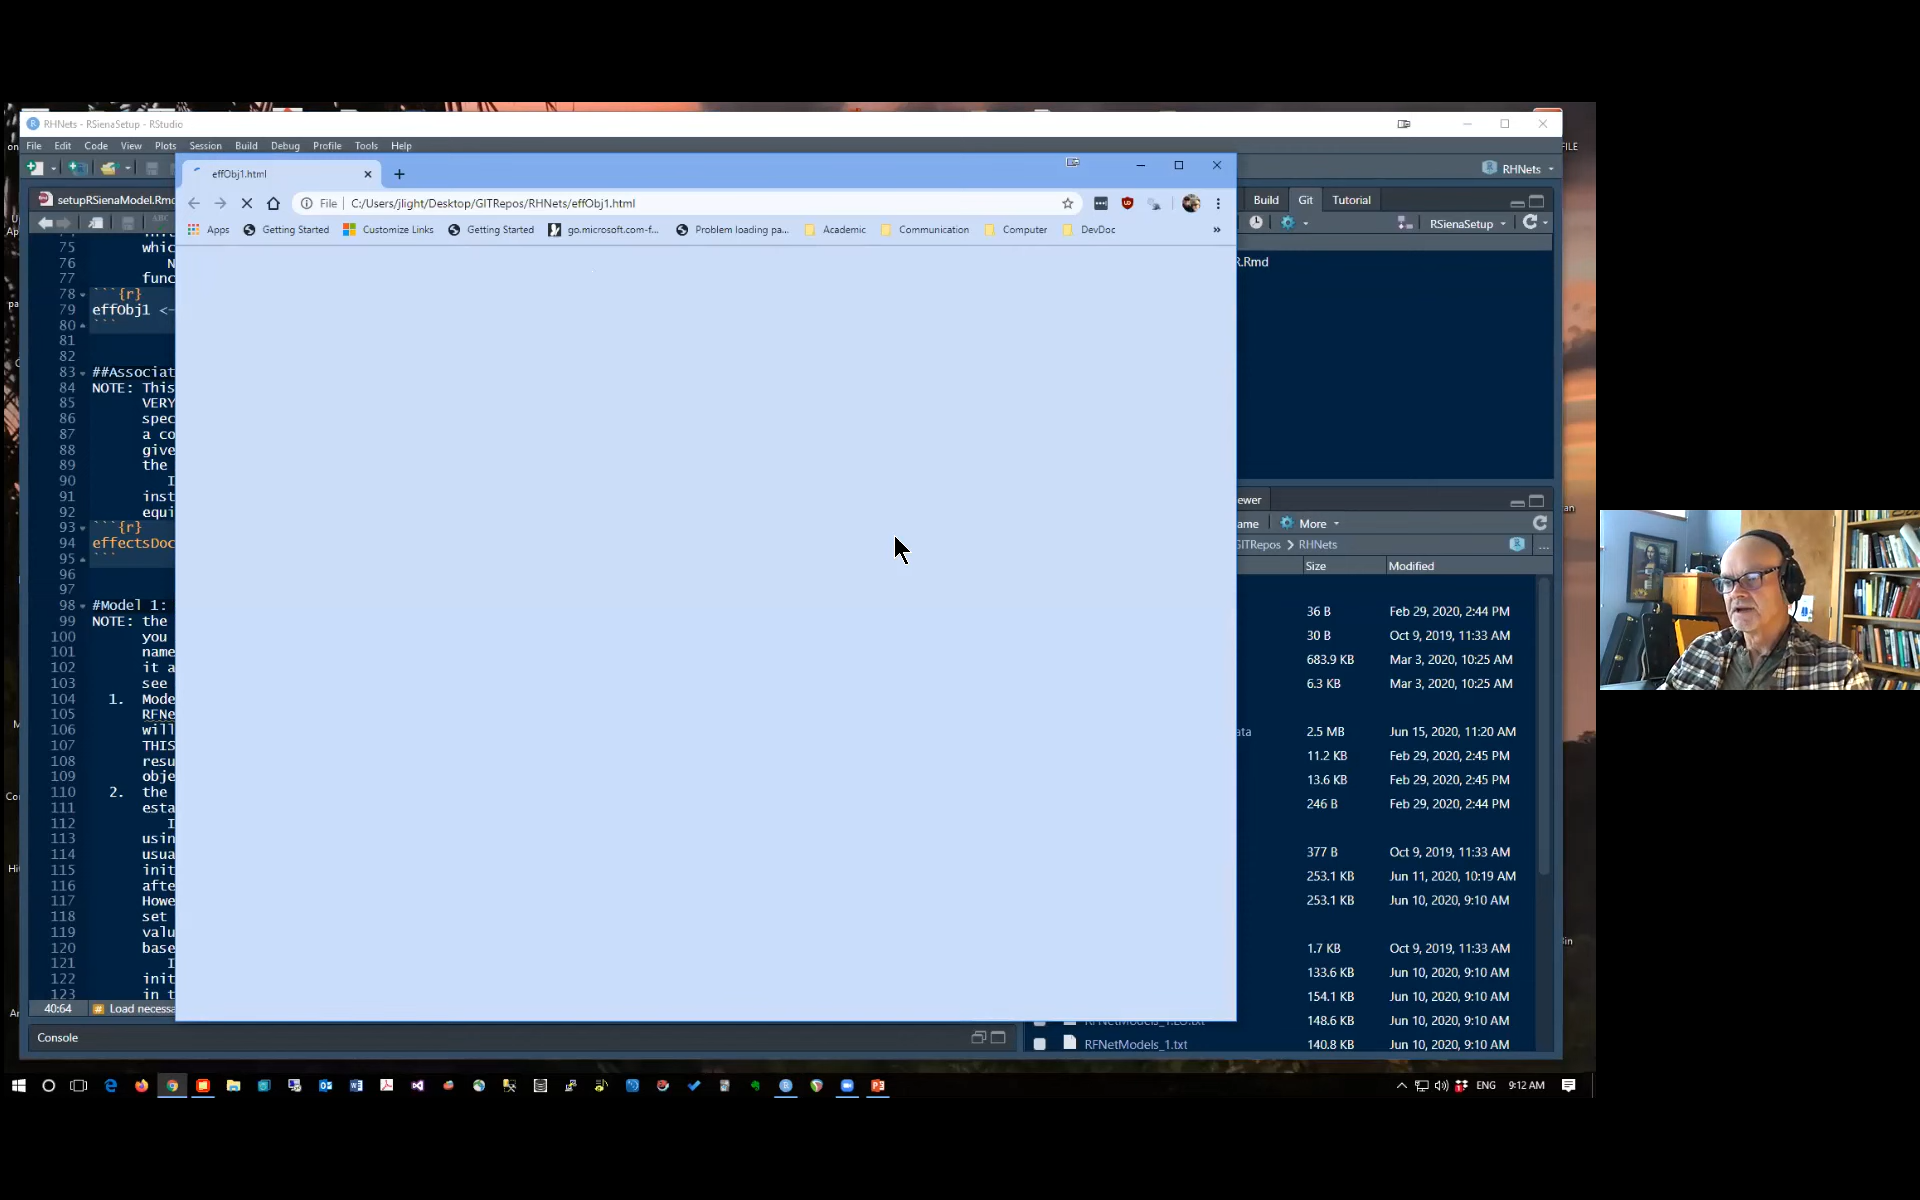 RHNets - RSienaSetup - RStudio
File Edit Code View Plots Session Build Debug Profile Tools Help
FILE
RHNets
effObj1.html
setupRSienaModel.Rmd
Build Git Tutorial
File C:/Users/jlight/Desktop/GITRepos/RHNets/effObj1.html
RSienaSetup
Apps Getting Started Customize Links Getting Started go.microsoft.com-f... Problem loading pa... Academic Communication Computer DevDoc »
75 whic
76 N
77 func
78 ```{r}
79 effObj1 <-
80 ```
81
82
83 ##Associat
84 NOTE: This
85 VERY
86 spec
87 a co
88 give
89 the
90 I
91 inst
92 equi
93 ```{r}
94 effectsDoc
95 ```
96
97
98 #Model 1:
99 NOTE: the
100 you
101 name
102 it a
103 see
104 1. Mode
105 RFNe
106 will
107 THIS
108 resu
109 obje
110 2. the
111 esta
112 I
113 usin
114 usua
115 init
116 afte
117 Howe
118 set
119 valu
120 base
121 I
122 init
123 in t
40:64 # Load necessa
Console
R.Rmd
ewer
ame More
GITRepos RHNets ...
Size Modified
36 B Feb 29, 2020, 2:44 PM
30 B Oct 9, 2019, 11:33 AM
683.9 KB Mar 3, 2020, 10:25 AM
6.3 KB Mar 3, 2020, 10:25 AM
ata 2.5 MB Jun 15, 2020, 11:20 AM
11.2 KB Feb 29, 2020, 2:45 PM
13.6 KB Feb 29, 2020, 2:45 PM
246 B Feb 29, 2020, 2:44 PM
377 B Oct 9, 2019, 11:33 AM
253.1 KB Jun 11, 2020, 10:19 AM
253.1 KB Jun 10, 2020, 9:10 AM
1.7 KB Oct 9, 2019, 11:33 AM
133.6 KB Jun 10, 2020, 9:10 AM
154.1 KB Jun 10, 2020, 9:10 AM
148.6 KB Jun 10, 2020, 9:10 AM
RFNetModels_1.txt 140.8 KB Jun 10, 2020, 9:10 AM
ENG 9:12 AM